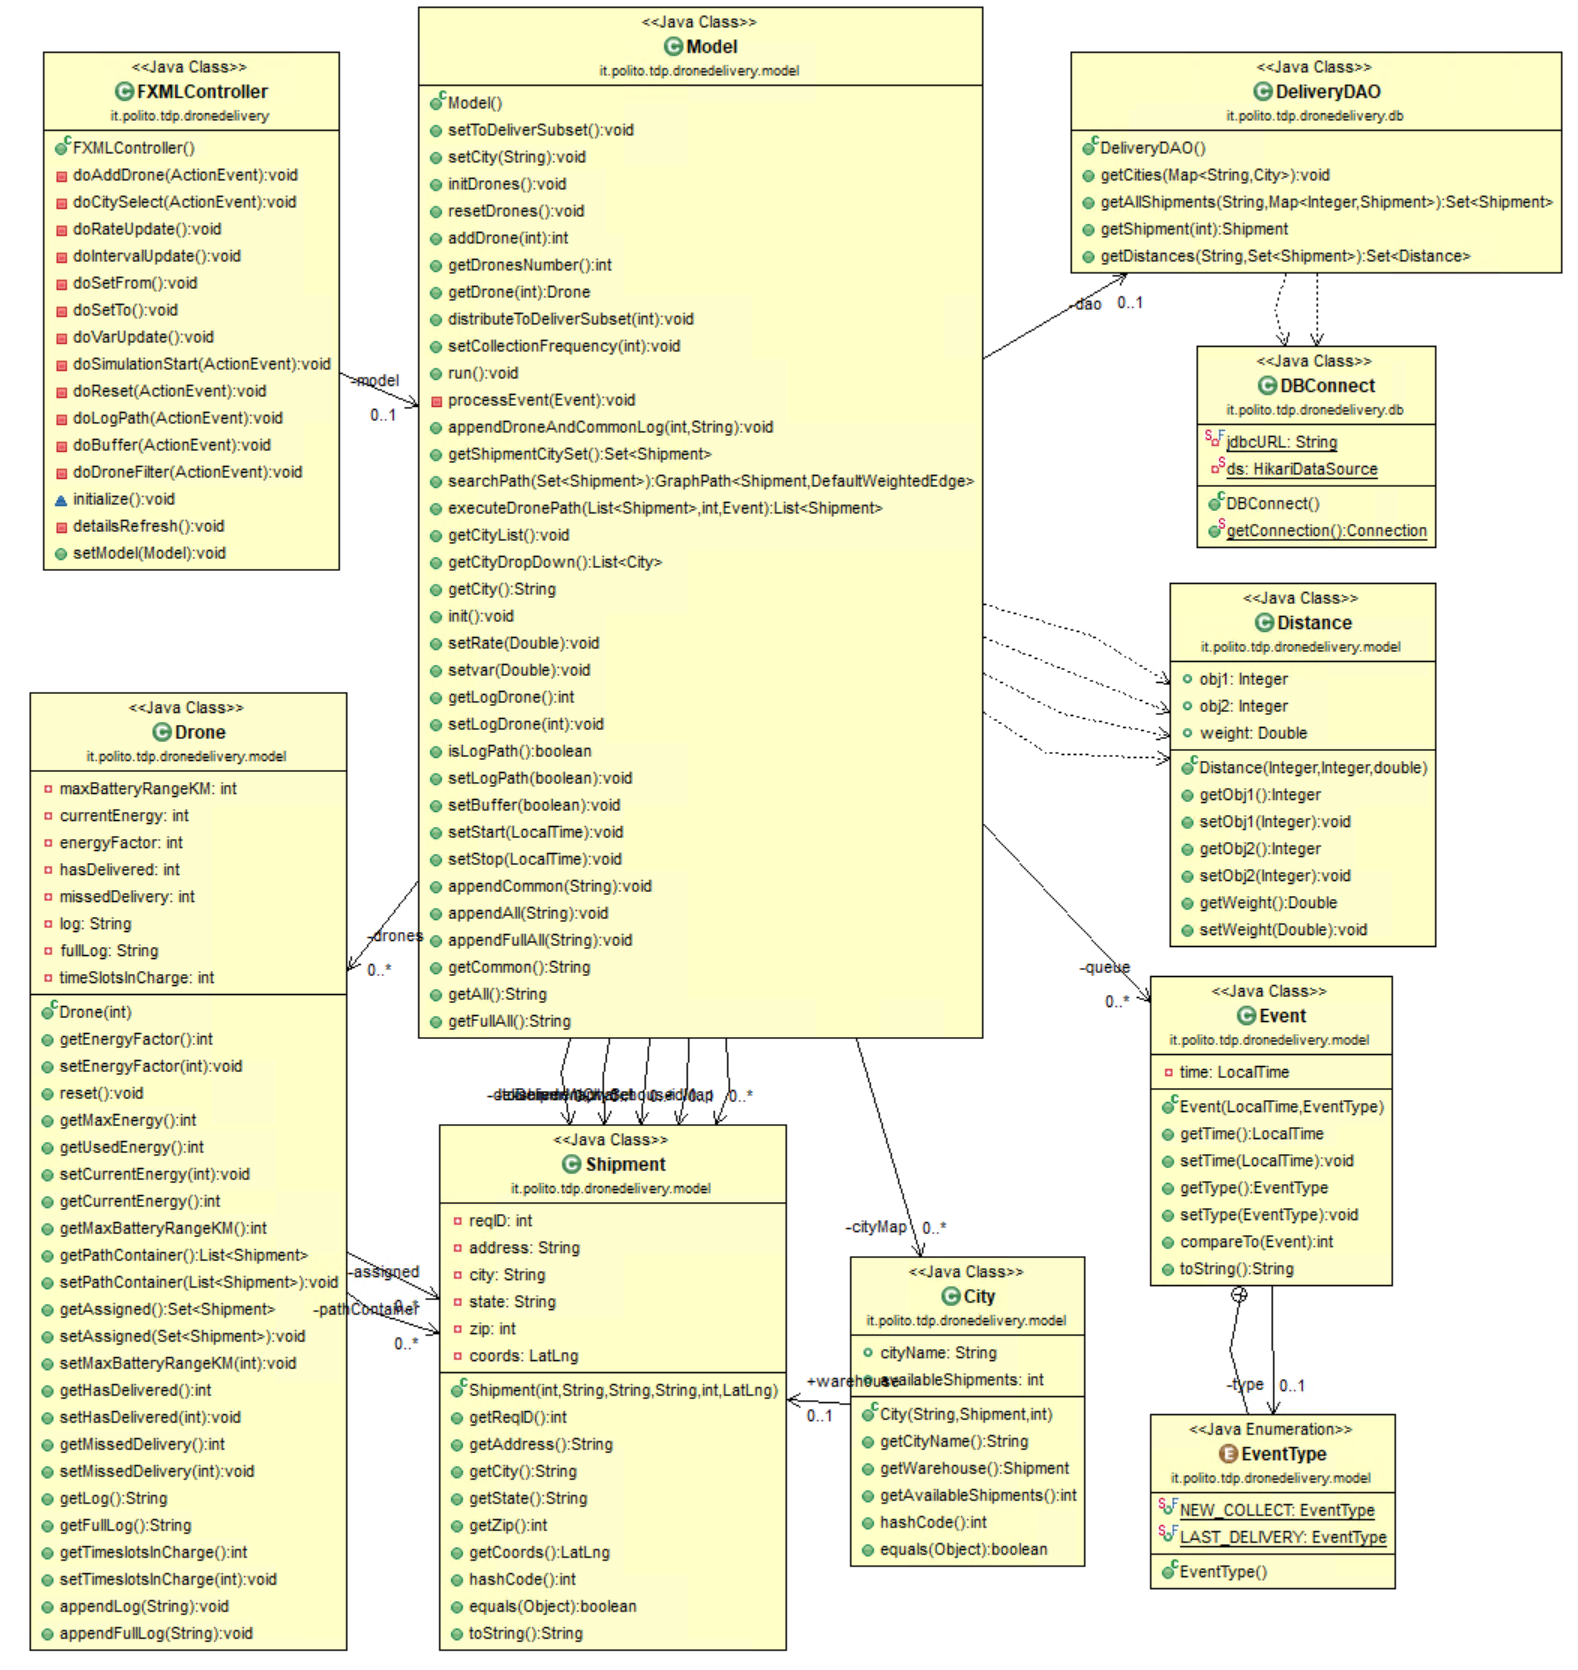 <<Java Class>>
FXMLController
it.polito.tdp.dronedelivery
FXMLController()
doAddDrone(ActionEvent):void
doCitySelect(ActionEvent):void
doRateUpdate():void
doIntervalUpdate():void
doSetFrom():void
doSetTo():void
doVarUpdate():void
doSimulationStart(ActionEvent):void
doReset(ActionEvent):void
doLogPath(ActionEvent):void
doBuffer(ActionEvent):void
doDroneFilter(ActionEvent):void
initialize():void
detailsRefresh():void
setModel(Model):void
-model
0..1
<<Java Class>>
Model
it.polito.tdp.dronedelivery.model
Model()
setToDeliverSubset():void
setCity(String):void
initDrones():void
resetDrones():void
addDrone(int):int
getDronesNumber():int
getDrone(int):Drone
distributeToDeliverSubset(int):void
setCollectionFrequency(int):void
run():void
processEvent(Event):void
appendDroneAndCommonLog(int,String):void
getShipmentCitySet():Set<Shipment>
searchPath(Set<Shipment>):GraphPath<Shipment,DefaultWeightedEdge>
executeDronePath(List<Shipment>,int,Event):List<Shipment>
getCityList():void
getCityDropDown():List<City>
getCity():String
init():void
setRate(Double):void
setvar(Double):void
getLogDrone():int
setLogDrone(int):void
isLogPath():boolean
setLogPath(boolean):void
setBuffer(boolean):void
setStart(LocalTime):void
setStop(LocalTime):void
appendCommon(String):void
appendAll(String):void
appendFullAll(String):void
getCommon():String
getAll():String
getFullAll():String
<<Java Class>>
DeliveryDAO
it.polito.tdp.dronedelivery.db
DeliveryDAO()
getCities(Map<String,City>):void
getAllShipments(String,Map<Integer,Shipment>):Set<Shipment>
getShipment(int):Shipment
getDistances(String,Set<Shipment>):Set<Distance>
-dao
0..1
<<Java Class>>
DBConnect
it.polito.tdp.dronedelivery.db
jdbcURL: String
ds: HikariDataSource
DBConnect()
getConnection():Connection
<<Java Class>>
Distance
it.polito.tdp.dronedelivery.model
obj1: Integer
obj2: Integer
weight: Double
Distance(Integer,Integer,double)
getObj1():Integer
setObj1(Integer):void
getObj2():Integer
setObj2(Integer):void
getWeight():Double
setWeight(Double):void
<<Java Class>>
Drone
it.polito.tdp.dronedelivery.model
maxBatteryRangeKM: int
currentEnergy: int
energyFactor: int
hasDelivered: int
missedDelivery: int
log: String
fullLog: String
timeSlotsInCharge: int
Drone(int)
getEnergyFactor():int
setEnergyFactor(int):void
reset():void
getMaxEnergy():int
getUsedEnergy():int
setCurrentEnergy(int):void
getCurrentEnergy():int
getMaxBatteryRangeKM():int
getPathContainer():List<Shipment>
setPathContainer(List<Shipment>):void
getAssigned():Set<Shipment>
setAssigned(Set<Shipment>):void
setMaxBatteryRangeKM(int):void
getHasDelivered():int
setHasDelivered(int):void
getMissedDelivery():int
setMissedDelivery(int):void
getLog():String
getFullLog():String
getTimeslotsInCharge():int
setTimeslotsInCharge(int):void
appendLog(String):void
appendFullLog(String):void
-drones
0..*
-queue
0..*
<<Java Class>>
Event
it.polito.tdp.dronedelivery.model
time: LocalTime
Event(LocalTime,EventType)
getTime():LocalTime
setTime(LocalTime):void
getType():EventType
setType(EventType):void
compareTo(Event):int
toString():String
0..*
-assigned
0..*
-pathContainer
0..*
<<Java Class>>
Shipment
it.polito.tdp.dronedelivery.model
reqID: int
address: String
city: String
state: String
zip: int
coords: LatLng
Shipment(int,String,String,String,int,LatLng)
getReqID():int
getAddress():String
getCity():String
getState():String
getZip():int
getCoords():LatLng
hashCode():int
equals(Object):boolean
toString():String
-cityMap
0..*
<<Java Class>>
City
it.polito.tdp.dronedelivery.model
cityName: String
availableShipments: int
City(String,Shipment,int)
getCityName():String
getWarehouse():Shipment
getAvailableShipments():int
hashCode():int
equals(Object):boolean
+warehouse
0..1
-type
0..1
<<Java Enumeration>>
EventType
it.polito.tdp.dronedelivery.model
NEW_COLLECT: EventType
LAST_DELIVERY: EventType
EventType()